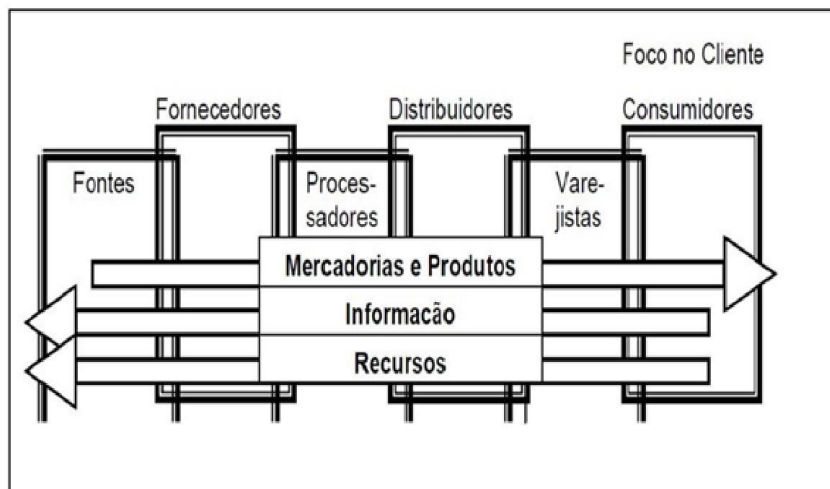 Foco no Cliente
Fornecedores
Distribuidores
Consumidores
Fontes
Proces-
sadores
Vare-
jistas
Mercadorias e Produtos
Informacão
Recursos